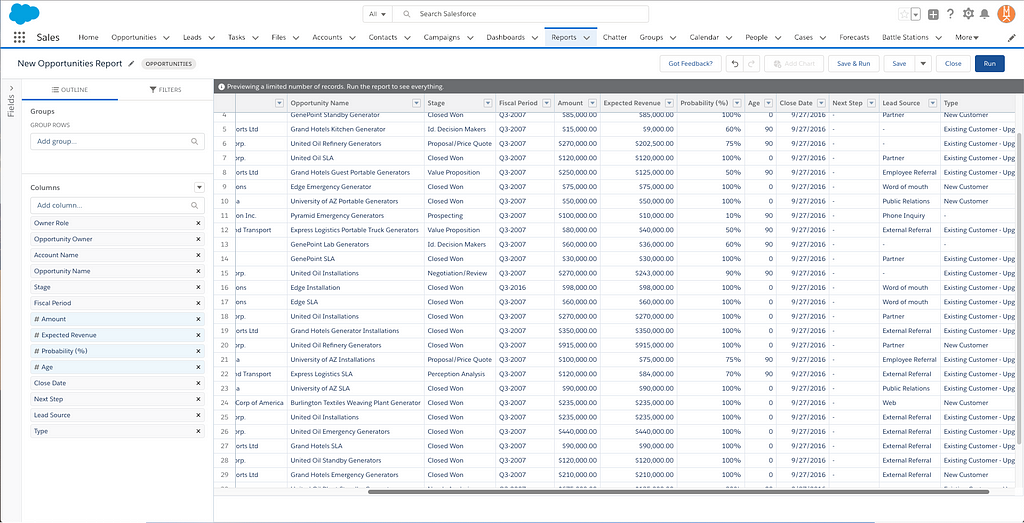 All
Search Salesforce
Sales Home Opportunities Leads Tasks Files Accounts Contacts Campaigns Dashboards Reports Chatter Groups Calendar People Cases Forecasts Battle Stations More
New Opportunities Report OPPORTUNITIES Got Feedback? Add Chart Save & Run Save Close Run
Fields
OUTLINE FILTERS
Groups
GROUP ROWS
Add group...
Columns
Add column...
Owner Role
Opportunity Owner
Account Name
Opportunity Name
Stage
Fiscal Period
# Amount
# Expected Revenue
# Probability (%)
# Age
Close Date
Next Step
Lead Source
Type
Previewing a limited number of records. Run the report to see everything.
Opportunity Name Stage Fiscal Period Amount Expected Revenue Probability (%) Age Close Date Next Step Lead Source Type
4 GenePoint Standby Generator Closed Won Q3-2007 $85,000.00 $85,000.00 100% 0 9/27/2016 - Partner New Customer
5 orts Ltd Grand Hotels Kitchen Generator Id. Decision Makers Q3-2007 $15,000.00 $9,000.00 60% 90 9/27/2016 - - Existing Customer - Upg
6 orp. United Oil Refinery Generators Proposal/Price Quote Q3-2007 $270,000.00 $202,500.00 75% 90 9/27/2016 - - Existing Customer - Upg
7 orp. United Oil SLA Closed Won Q3-2007 $120,000.00 $120,000.00 100% 0 9/27/2016 - Partner Existing Customer - Upg
8 orts Ltd Grand Hotels Guest Portable Generators Value Proposition Q3-2007 $250,000.00 $125,000.00 50% 90 9/27/2016 - Employee Referral Existing Customer - Upg
9 ons Edge Emergency Generator Closed Won Q3-2007 $75,000.00 $75,000.00 100% 0 9/27/2016 - Word of mouth New Customer
10 a University of AZ Portable Generators Closed Won Q3-2007 $50,000.00 $50,000.00 100% 0 9/27/2016 - Public Relations New Customer
11 on Inc. Pyramid Emergency Generators Prospecting Q3-2007 $100,000.00 $10,000.00 10% 90 9/27/2016 - Phone Inquiry -
12 d Transport Express Logistics Portable Truck Generators Value Proposition Q3-2007 $80,000.00 $40,000.00 50% 90 9/27/2016 - External Referral Existing Customer - Upg
13 GenePoint Lab Generators Id. Decision Makers Q3-2007 $60,000.00 $36,000.00 60% 90 9/27/2016 - - -
14 GenePoint SLA Closed Won Q3-2007 $30,000.00 $30,000.00 100% 0 9/27/2016 - Partner Existing Customer - Upg
15 orp. United Oil Installations Negotiation/Review Q3-2007 $270,000.00 $243,000.00 90% 90 9/27/2016 - - Existing Customer - Upg
16 ons Edge Installation Closed Won Q3-2016 $98,000.00 $98,000.00 100% 0 9/27/2016 - Word of mouth Existing Customer - Upg
17 ons Edge SLA Closed Won Q3-2007 $60,000.00 $60,000.00 100% 0 9/27/2016 - Word of mouth Existing Customer - Upg
18 orp. United Oil Installations Closed Won Q3-2007 $270,000.00 $270,000.00 100% 0 9/27/2016 - Partner Existing Customer - Upg
19 orts Ltd Grand Hotels Generator Installations Closed Won Q3-2007 $350,000.00 $350,000.00 100% 0 9/27/2016 - External Referral Existing Customer - Upg
20 orp. United Oil Refinery Generators Closed Won Q3-2007 $915,000.00 $915,000.00 100% 0 9/27/2016 - Partner New Customer
21 a University of AZ Installations Proposal/Price Quote Q3-2007 $100,000.00 $75,000.00 75% 90 9/27/2016 - Employee Referral Existing Customer - Upg
22 d Transport Express Logistics SLA Perception Analysis Q3-2007 $120,000.00 $84,000.00 70% 90 9/27/2016 - External Referral Existing Customer - Upg
23 a University of AZ SLA Closed Won Q3-2007 $90,000.00 $90,000.00 100% 0 9/27/2016 - Public Relations Existing Customer - Upg
24 Corp of America Burlington Textiles Weaving Plant Generator Closed Won Q3-2007 $235,000.00 $235,000.00 100% 0 9/27/2016 - Web New Customer
25 orp. United Oil Installations Closed Won Q3-2007 $235,000.00 $235,000.00 100% 0 9/27/2016 - External Referral Existing Customer - Upg
26 orp. United Oil Emergency Generators Closed Won Q3-2007 $440,000.00 $440,000.00 100% 0 9/27/2016 - External Referral Existing Customer - Upg
27 orts Ltd Grand Hotels SLA Closed Won Q3-2007 $90,000.00 $90,000.00 100% 0 9/27/2016 - External Referral Existing Customer - Upg
28 orp. United Oil Standby Generators Closed Won Q3-2007 $120,000.00 $120,000.00 100% 0 9/27/2016 - External Referral Existing Customer - Upg
29 orts Ltd Grand Hotels Emergency Generators Closed Won Q3-2007 $210,000.00 $210,000.00 100% 0 9/27/2016 - External Referral New Customer